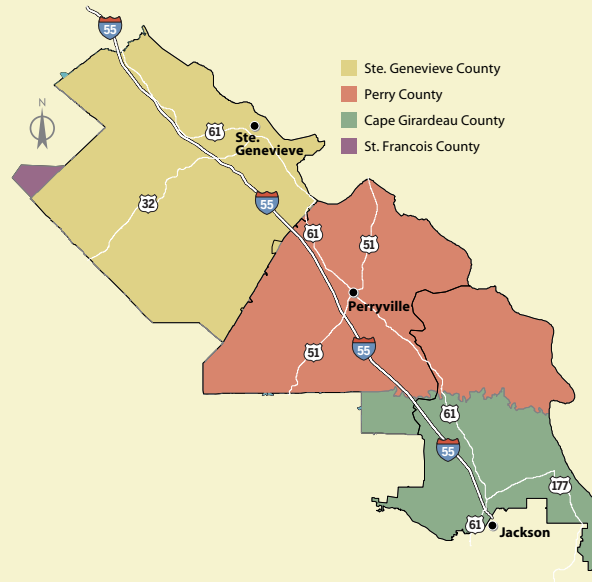 55
Ste. Genevieve County
Perry County
Cape Girardeau County
St. Francois County
N
61
Ste.
Genevieve
32
55
61
51
Perryville
51
55
61
55
177
61
Jackson